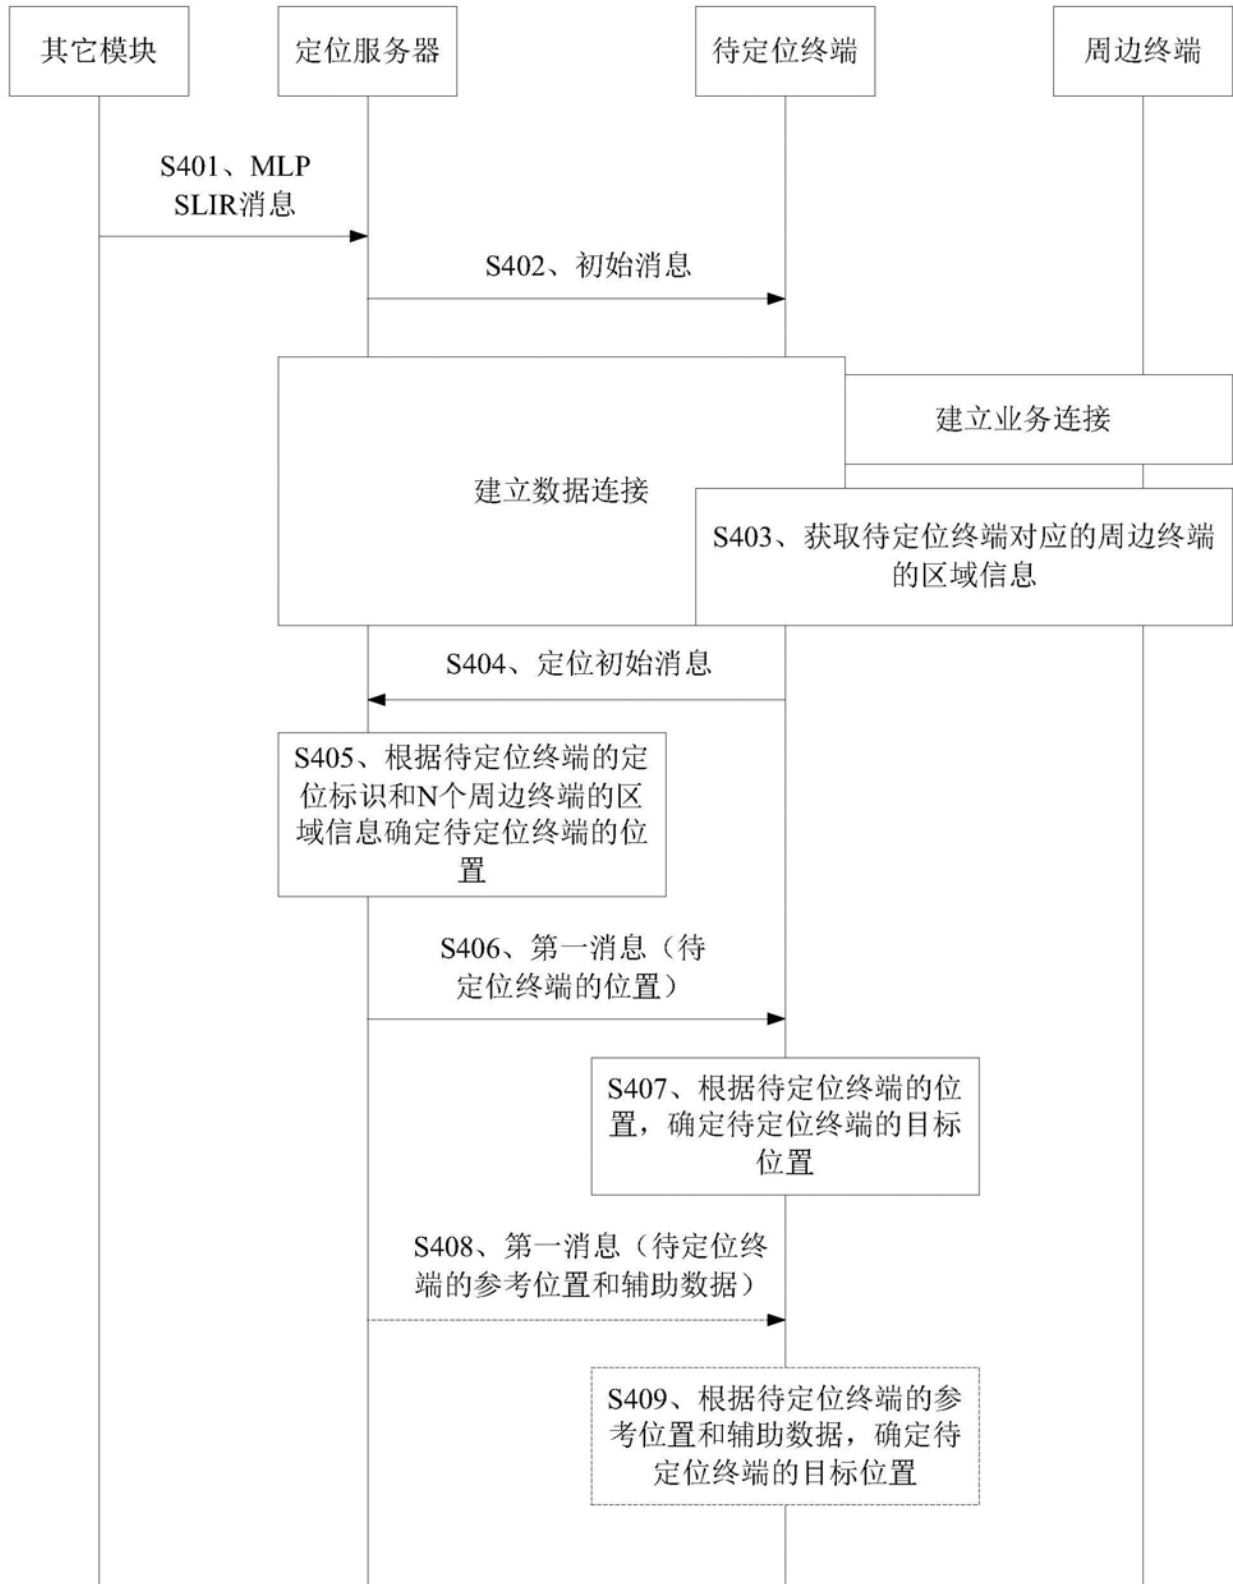 其它模块
定位服务器
待定位终端
周边终端
S401、MLP
SLIR消息
S402、初始消息
建立业务连接
建立数据连接
S403、获取待定位终端对应的周边终端
的区域信息
S404、定位初始消息
S405、根据待定位终端的定
位标识和N个周边终端的区
域信息确定待定位终端的位
置
S406、第一消息（待
定位终端的位置）
S407、根据待定位终端的位
置，确定待定位终端的目标
位置
S408、第一消息（待定位终
端的参考位置和辅助数据）
S409、根据待定位终端的参
考位置和辅助数据，确定待
定位终端的目标位置